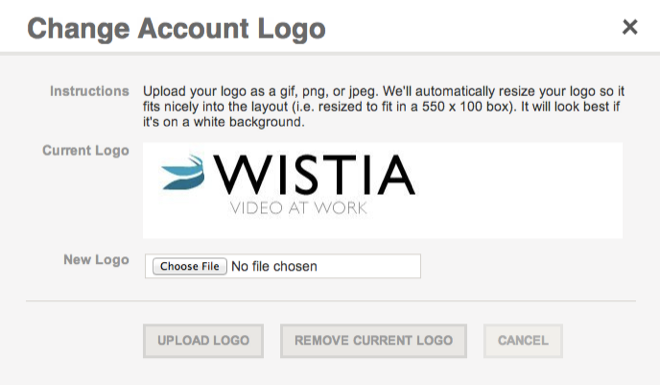 Change Account Logo
Instructions
Upload your logo as a gif, png, or jpeg. We'll automatically resize your logo so it
fits nicely into the layout (i.e. resized to fit in a 550 x 100 box). It will look best if
it's on a white background.
Current Logo
WISTIA
VIDEO AT WORK
New Logo
Choose File No file chosen
UPLOAD LOGO REMOVE CURRENT LOGO CANCEL